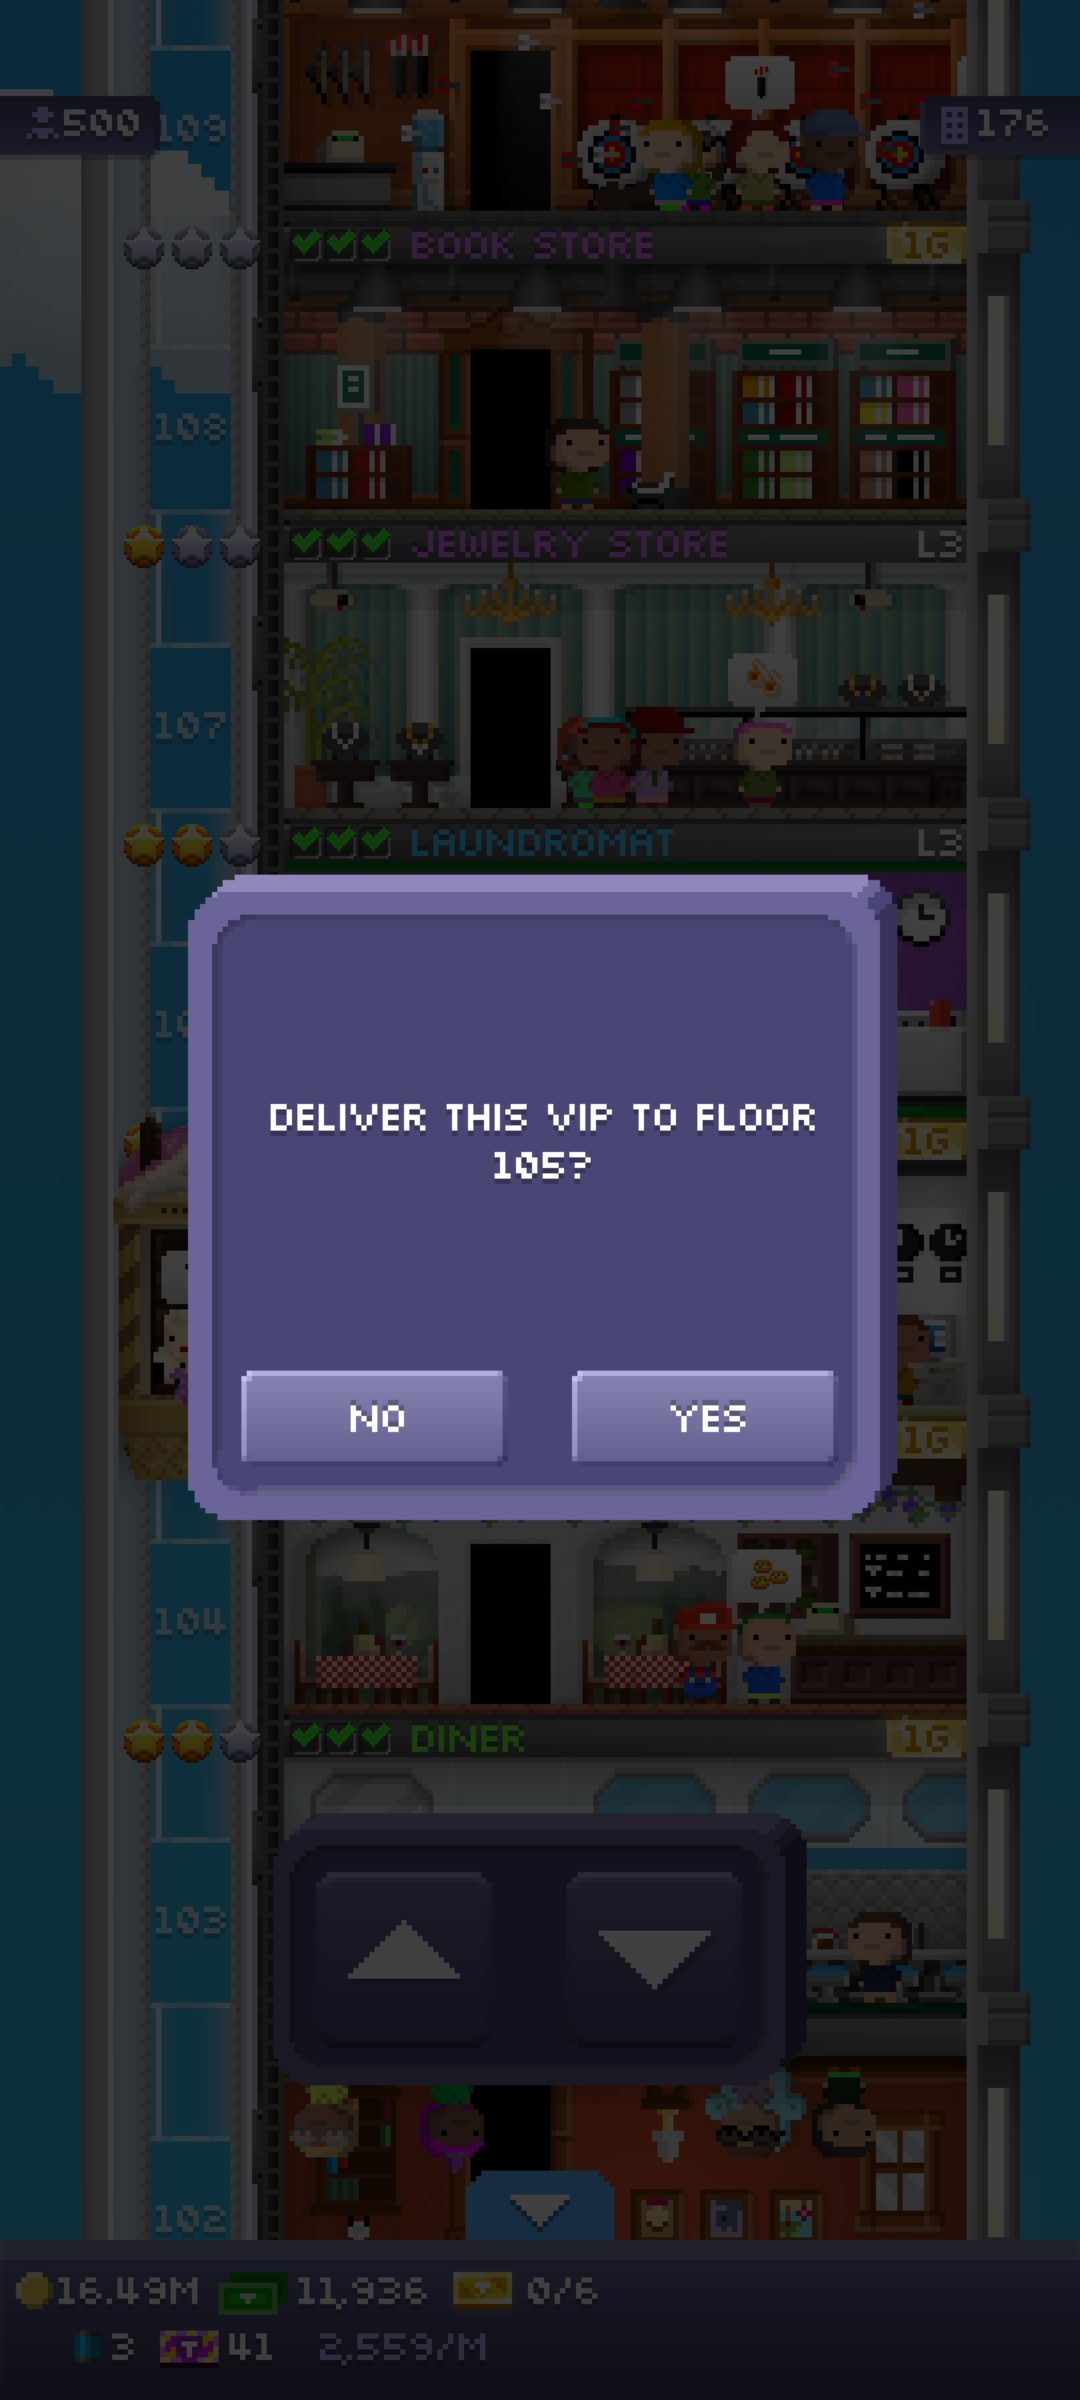 500
109
176
BOOK STORE
1G
108
JEWELRY STORE
L3
107
LAUNDROMAT
L3
DELIVER THIS VIP TO FLOOR
105?
1G
NO
YES
1G
104
DINER
1G
103
102
16.49M
11,936
0/6
3
T
41
2,559/M